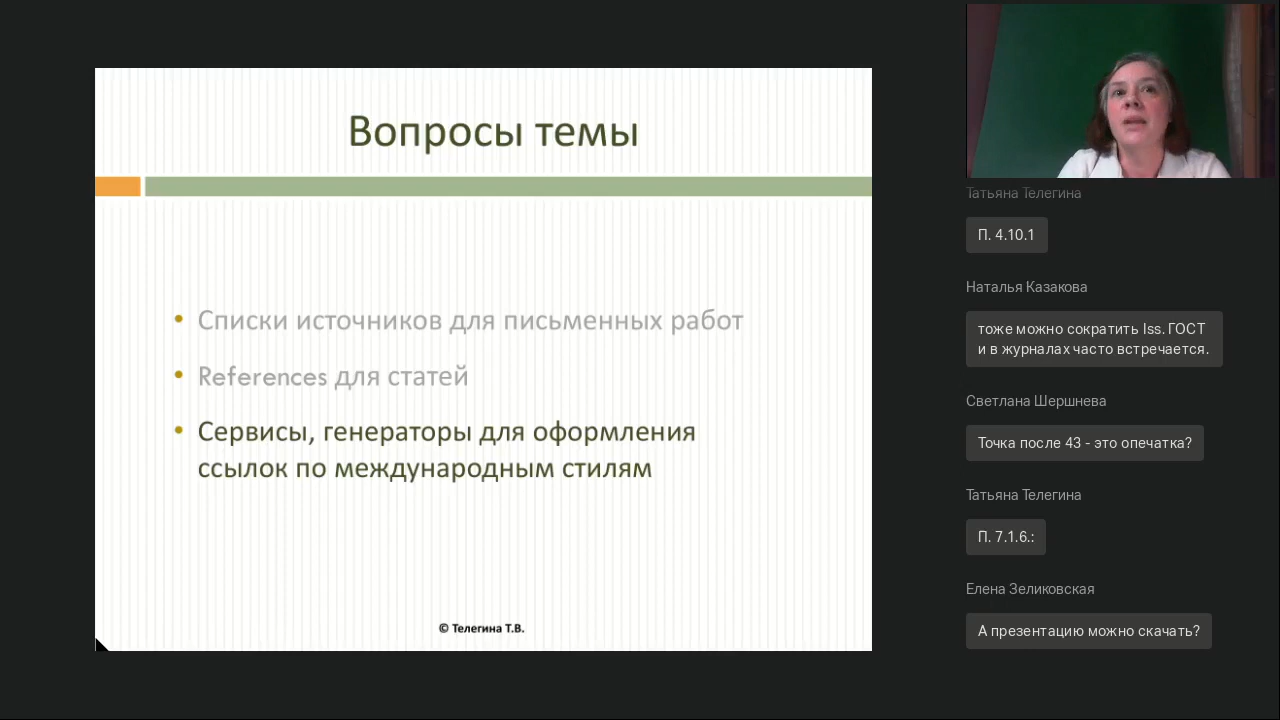 Вопросы темы
• Списки источников для письменных работ
• References для статей
• Сервисы, генераторы для оформления
ссылок по международным стилям
© Телегина Т.В.
Татьяна Телегина
П. 4.10.1
Наталья Казакова
тоже можно сократить Iss. ГОСТ
и в журналах часто встречается.
Светлана Шершнева
Точка после 43 - это опечатка?
Татьяна Телегина
П. 7.1.6.:
Елена Зеликовская
А презентацию можно скачать?